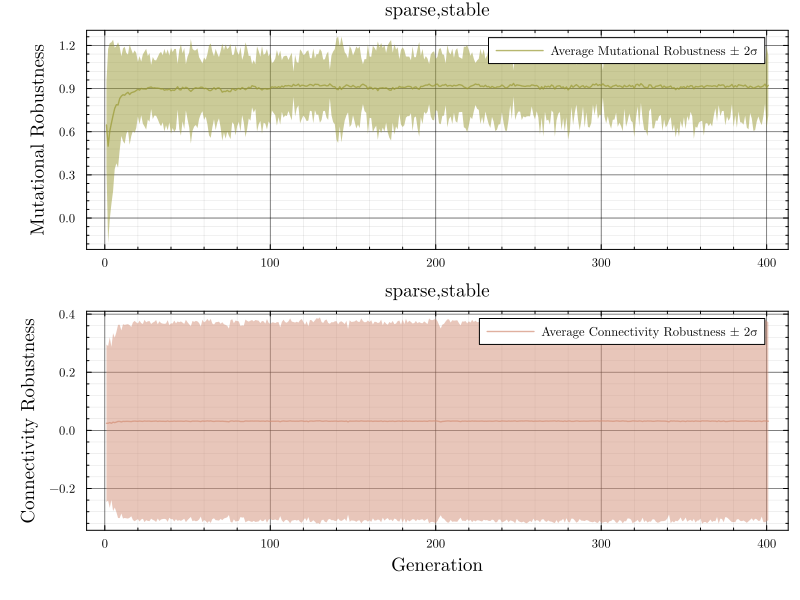 sparse,stable
Mutational Robustness
Average Mutational Robustness ± 2σ
1.2
0.9
0.6
0.3
0.0
0 100 200 300 400
sparse,stable
Connectivity Robustness
Average Connectivity Robustness ± 2σ
0.4
0.2
0.0
−0.2
0 100 200 300 400
Generation